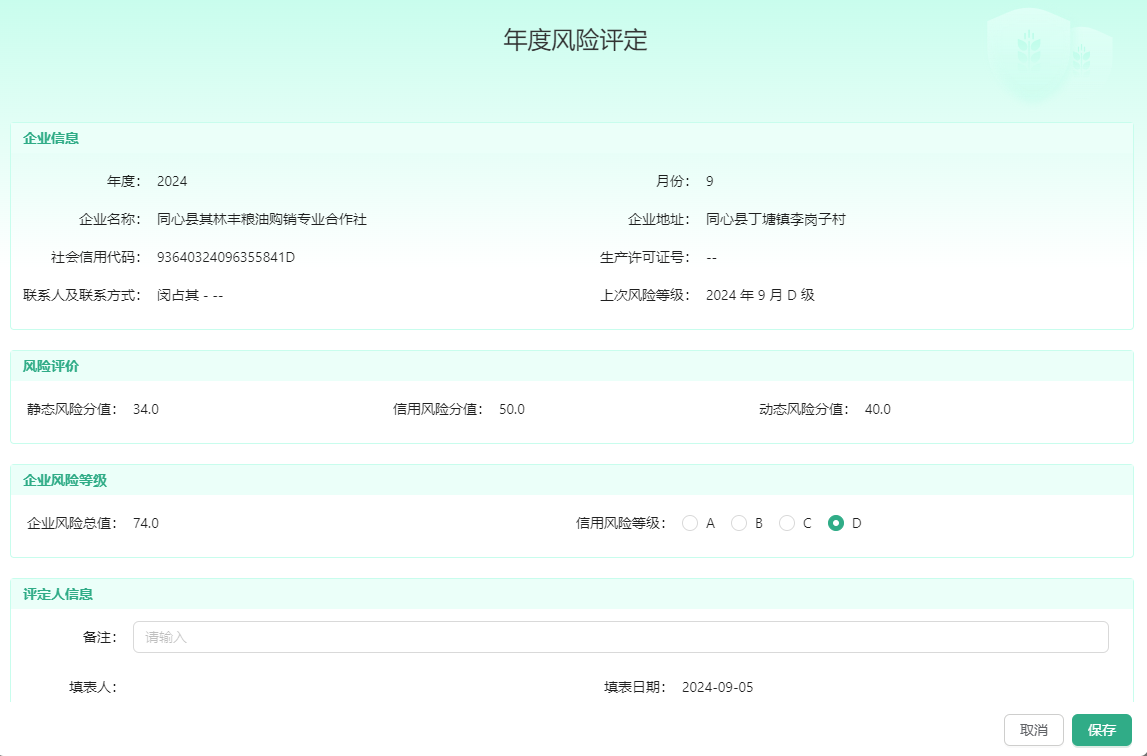 年度风险评定
企业信息
年度： 2024 月份： 9
企业名称： 同心县其林丰粮油购销专业合作社 企业地址： 同心县丁塘镇李岗子村
社会信用代码： 93640324096355841D 生产许可证号： --
联系人及联系方式： 闵占其 - -- 上次风险等级： 2024 年 9 月 D 级
风险评价
静态风险分值： 34.0 信用风险分值： 50.0 动态风险分值： 40.0
企业风险等级
企业风险总值： 74.0 信用风险等级： A B C D
评定人信息
备注： 请输入
填表人： 填表日期： 2024-09-05
取消 保存